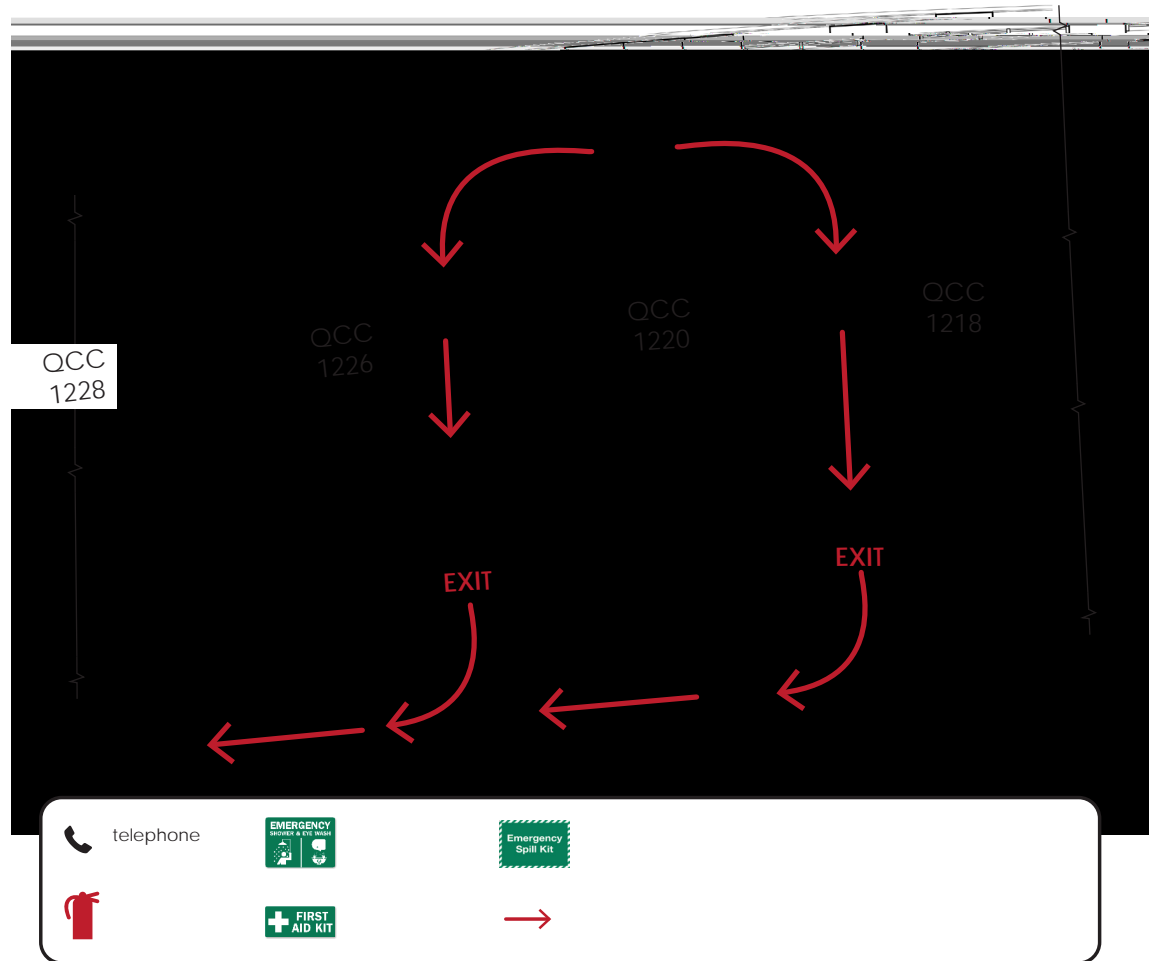 QCC
1218
QCC
1220
QCC
1226
QCC
1228
EXIT
EXIT
telephone
EMERGENCY
SHOWER & EYE WASH
Emergency
Spill Kit
FIRST
AID KIT